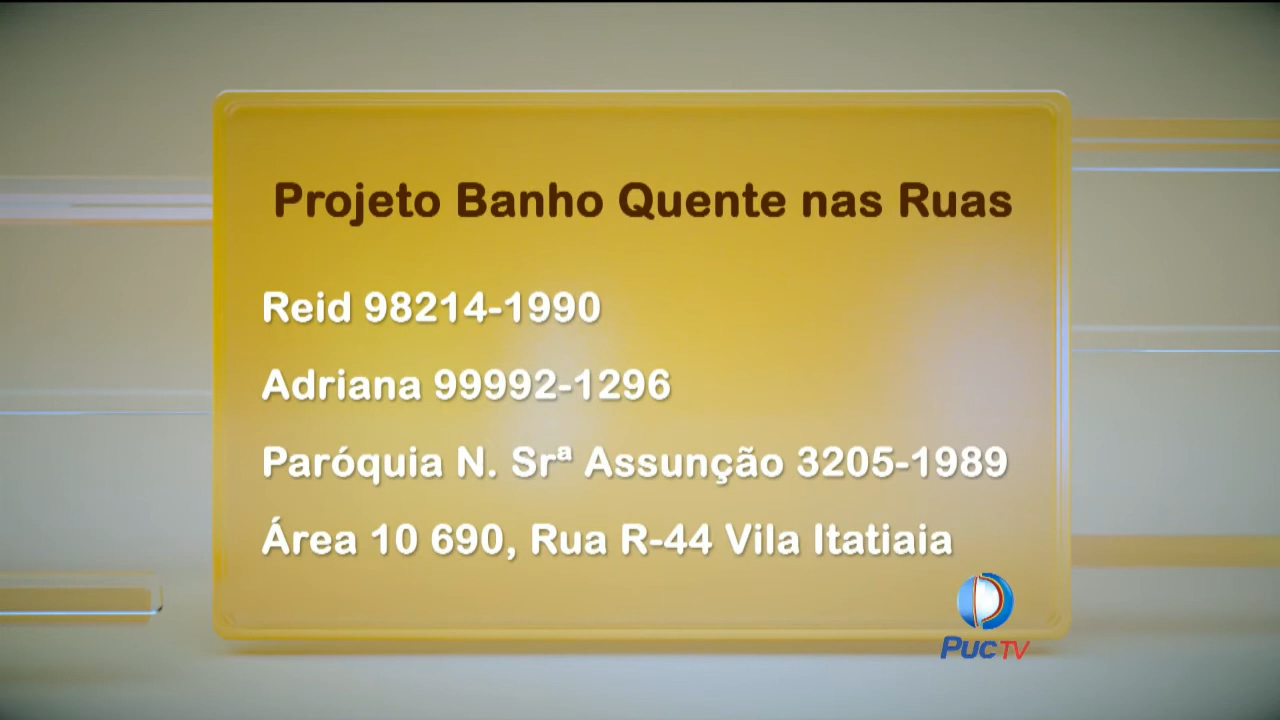 Projeto Banho Quente nas Ruas
Reid 98214-1990
Adriana 99992-1296
Paróquia N. Srª Assunção 3205-1989
Área 10 690, Rua R-44 Vila Itatiaia
PUC TV